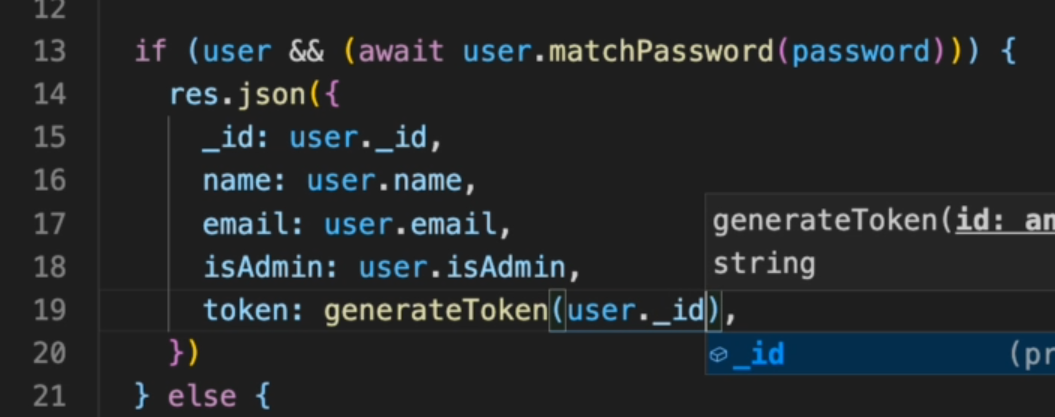 12
13 if (user && (await user.matchPassword(password))) {
14 res.json({
15 _id: user._id,
16 name: user.name,
17 email: user.email,
18 isAdmin: user.isAdmin,
19 token: generateToken(user._id),
20 })
21 } else {
generateToken(id: an
string
_id (pr